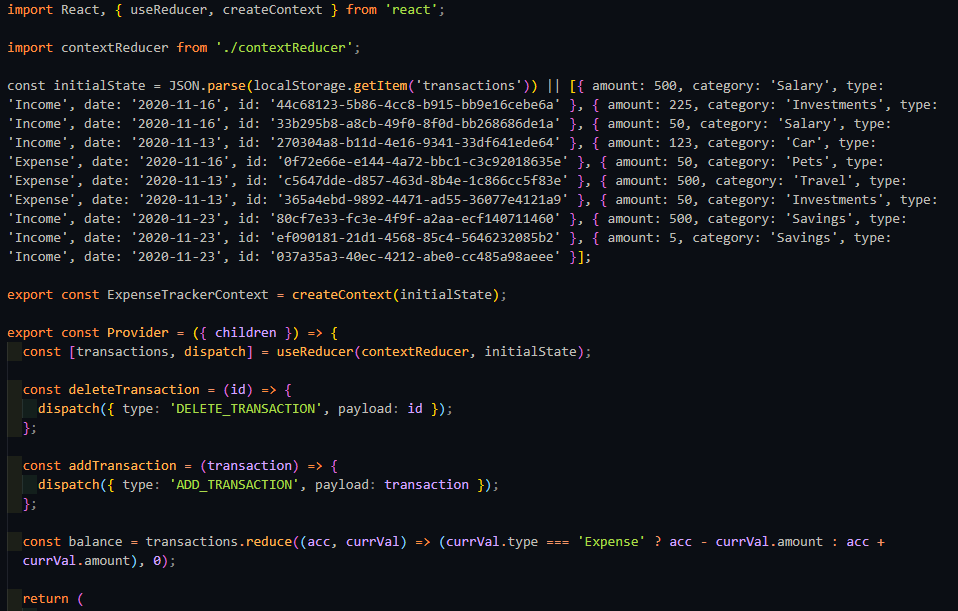 import React, { useReducer, createContext } from 'react';
import contextReducer from './contextReducer';
const initialState = JSON.parse(localStorage.getItem('transactions')) || [{ amount: 500, category: 'Salary', type:
'Income', date: '2020-11-16', id: '44c68123-5b86-4cc8-b915-bb9e16cebe6a' }, { amount: 225, category: 'Investments', type:
'Income', date: '2020-11-16', id: '33b295b8-a8cb-49f0-8f0d-bb268686de1a' }, { amount: 50, category: 'Salary', type:
'Income', date: '2020-11-13', id: '270304a8-b11d-4e16-9341-33df641ede64' }, { amount: 123, category: 'Car', type:
'Expense', date: '2020-11-16', id: '0f72e66e-e144-4a72-bbc1-c3c92018635e' }, { amount: 50, category: 'Pets', type:
'Expense', date: '2020-11-13', id: 'c5647dde-d857-463d-8b4e-1c866cc5f83e' }, { amount: 500, category: 'Travel', type:
'Expense', date: '2020-11-13', id: '365a4ebd-9892-4471-ad55-36077e4121a9' }, { amount: 50, category: 'Investments', type:
'Income', date: '2020-11-23', id: '80cf7e33-fc3e-4f9f-a2aa-ecf140711460' }, { amount: 500, category: 'Savings', type:
'Income', date: '2020-11-23', id: 'ef090181-21d1-4568-85c4-5646232085b2' }, { amount: 5, category: 'Savings', type:
'Income', date: '2020-11-23', id: '037a35a3-40ec-4212-abe0-cc485a98aeee' }];
export const ExpenseTrackerContext = createContext(initialState);
export const Provider = ({ children }) => {
const [transactions, dispatch] = useReducer(contextReducer, initialState);
const deleteTransaction = (id) => {
dispatch({ type: 'DELETE_TRANSACTION', payload: id });
};
const addTransaction = (transaction) => {
dispatch({ type: 'ADD_TRANSACTION', payload: transaction });
};
const balance = transactions.reduce((acc, currVal) => (currVal.type === 'Expense' ? acc - currVal.amount : acc +
currVal.amount), 0);
return (